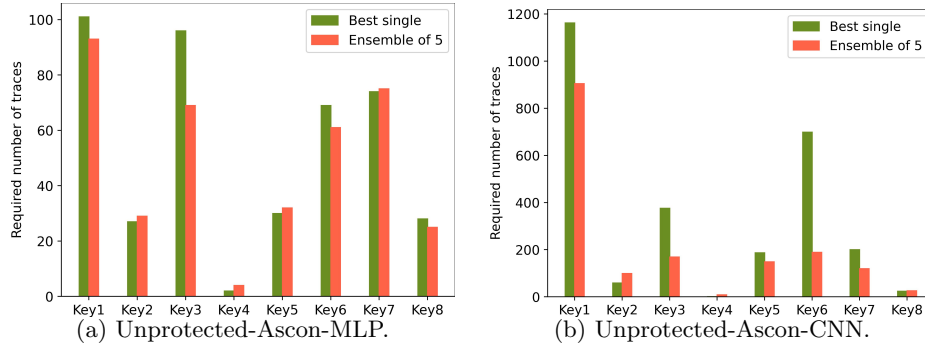 Required number of traces
100
80
60
40
20
0
Best single
Ensemble of 5
Key1 Key2 Key3 Key4 Key5 Key6 Key7 Key8
(a) Unprotected-Ascon-MLP.
Required number of traces
1200
1000
800
600
400
200
0
Best single
Ensemble of 5
Key1 Key2 Key3 Key4 Key5 Key6 Key7 Key8
(b) Unprotected-Ascon-CNN.